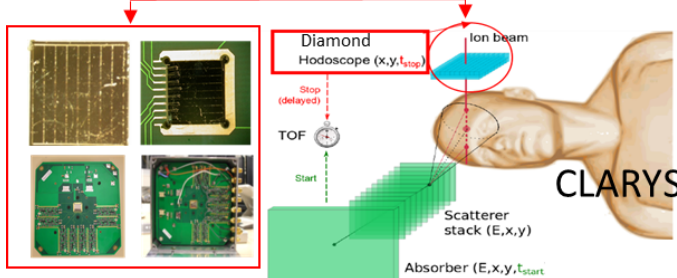 Diamond
Hodoscope (x,y,t_stop)
Ion beam
Stop
(delayed)
TOF
Start
CLARYS
Scatterer
stack (E,x,y)
Absorber (E,x,y,t_start